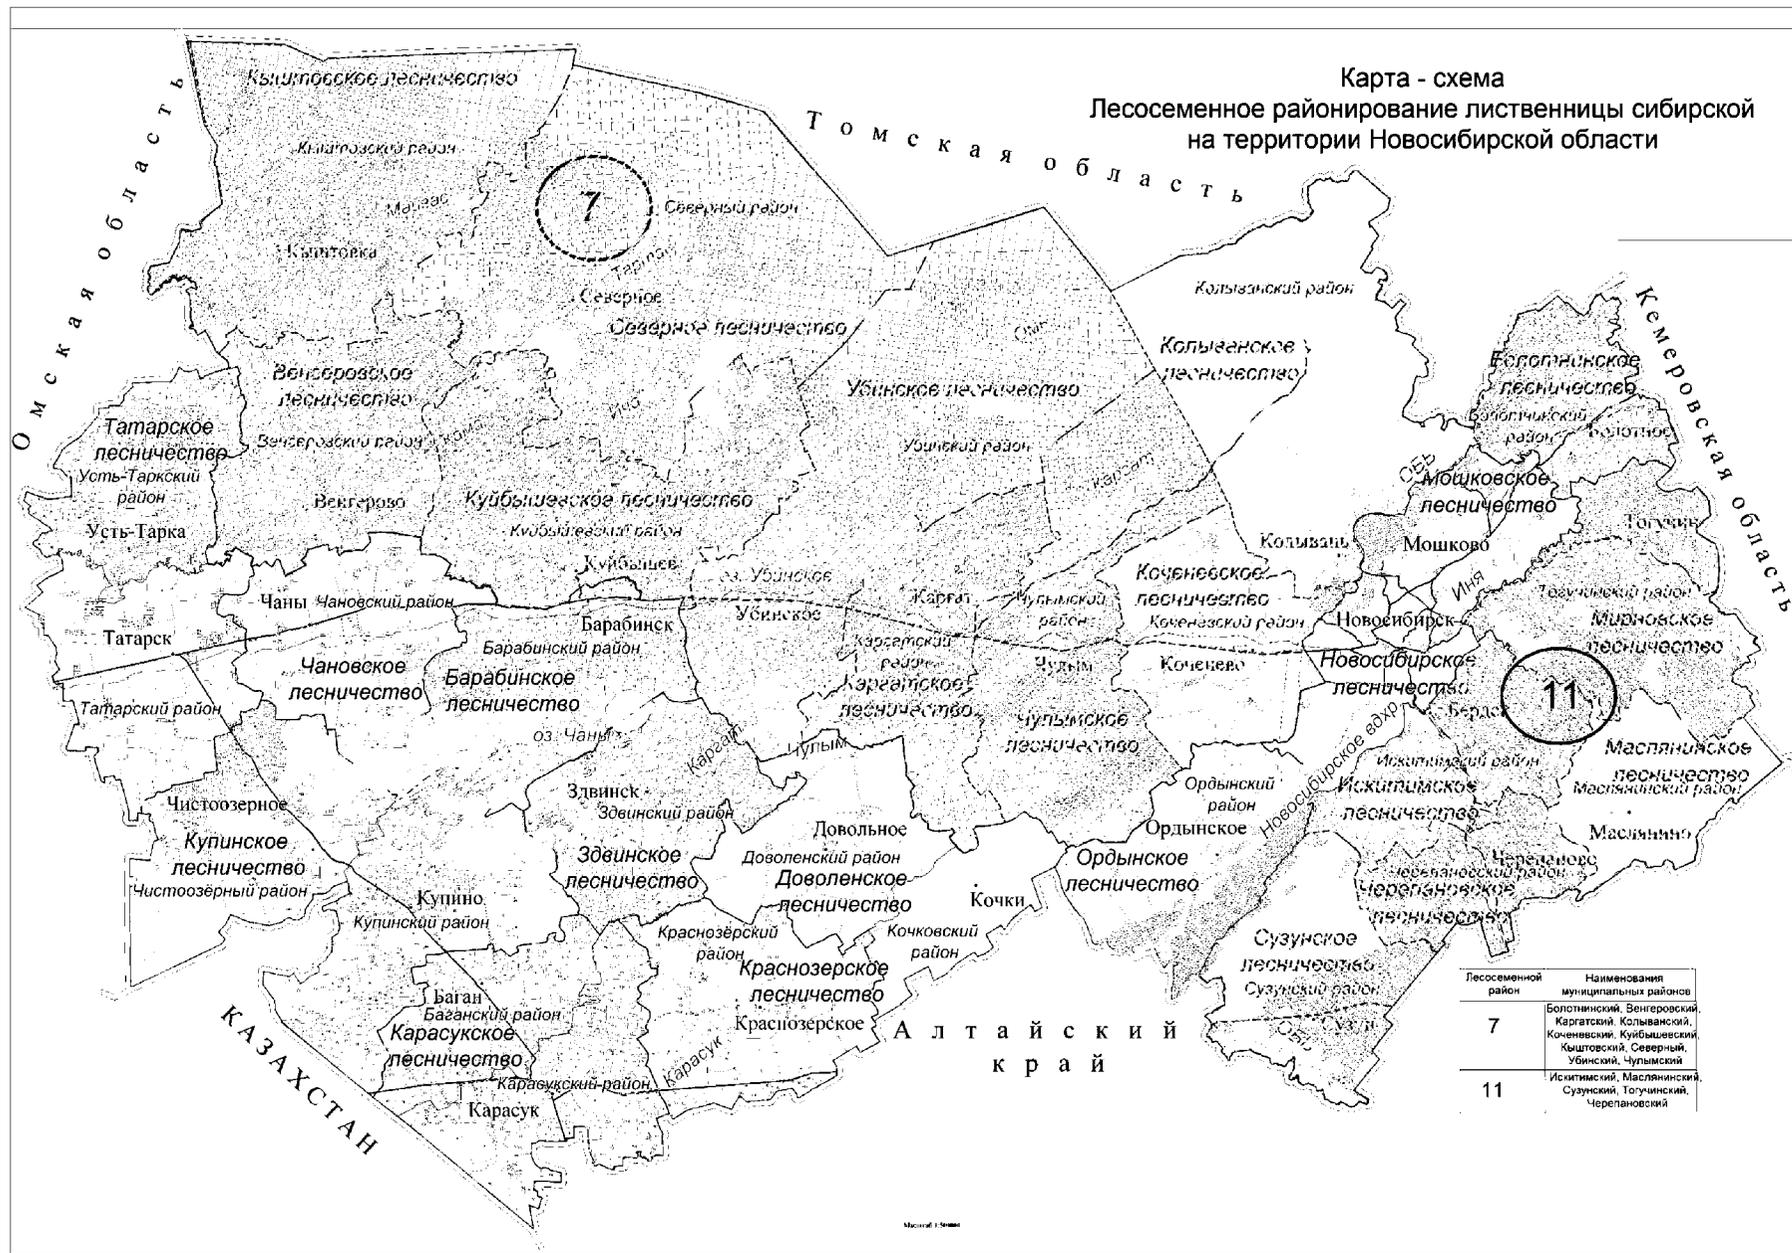 Карта - схема
Лесосеменное районирование лиственницы сибирской
на территории Новосибирской области
Омская область
Томская область
Кемеровская область
Алтайский
край
КАЗАХСТАН
Кыштовское лесничество
Кыштовский район
Кыштовка
7
Северный район
Тартас
Северное
Северное лесничество
Колыванский район
Колыванское
лесничество
Омь
Убинское лесничество
Убинский район
Каргат
Болотнинское
лесничество
Болотнинский
район
Болотное
Венгеровское
лесничество
Венгеровский район
Венгерово
Ича
Кама
Татарское
лесничество
Усть-Таркский
район
Усть-Тарка
Куйбышевское лесничество
Куйбышевский район
Куйбышев
оз. Убинское
Убинское
Каргат
Чулымский
район
Коченевское
лесничество
Коченевский район
Коченево
Колывань
ОБЬ
Мошковское
лесничество
Мошково
Тогучин
Иня
Тогучинский район
Мирновское
лесничество
Чаны
Чановский район
Татарск
Барабинск
Барабинский район
Чановское
лесничество
Барабинское
лесничество
Татарский район
Каргатский
район
Каргатское
лесничество
Чулым
Чулымское
лесничество
Новосибирск
Новосибирское
лесничество
11
Бердск
Новосибирское вдхр.
оз. Чаны
Каргат
Чулым
Искитимский район
Искитимское
лесничество
Маслянинское
лесничество
Маслянинский район
Маслянино
Чистоозерное
Купинское
лесничество
Чистоозёрный район
Здвинск
Здвинский район
Здвинское
лесничество
Довольное
Доволенский район
Доволенское
лесничество
Ордынский
район
Ордынское
Ордынское
лесничество
Черепаново
Черепановский район
Черепановское
лесничество
Купино
Купинский район
Кочки
Кочковский
район
Краснозёрский
район
Краснозерское
лесничество
Краснозерское
Сузунское
лесничество
Сузунский район
Сузун
ОБЬ
Баган
Баганский район
Карасукское
лесничество
Карасукский район
Карасук
Карасук
Лесосеменной
район
Наименования
муниципальных районов
7
Болотнинский, Венгеровский,
Каргатский, Колыванский,
Коченевский, Куйбышевский,
Кыштовский, Северный,
Убинский, Чулымский
11
Искитимский, Маслянинский,
Сузунский, Тогучинский,
Черепановский